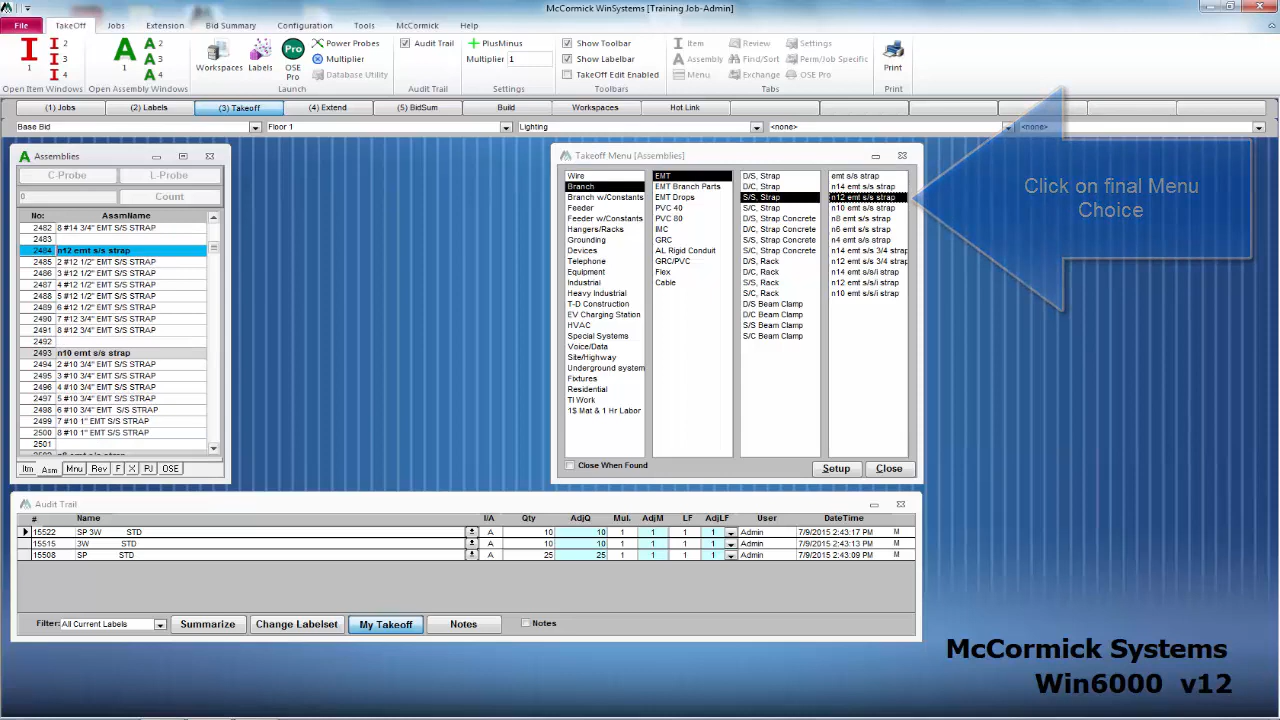 McCormick WinSystems [Training Job-Admin]
File TakeOff Jobs Extension Bid Summary Configuration Tools McCormick Help
1 2 3 4 Open Item Windows
1 2 3 4 Open Assembly Windows
Workspaces Labels OSE Pro Power Probes Multiplier Database Utility Launch
Audit Trail Audit Trail
PlusMinus Multiplier 1 Settings
Show Toolbar Show Labelbar TakeOff Edit Enabled Toolbars
Item Assembly Menu Review Find/Sort Exchange Settings Perm/Job Specific OSE Pro Tabs
Print Print
(1) Jobs (2) Labels (3) Takeoff (4) Extend (5) BidSum Build Workspaces Hot Link
Base Bid Floor 1 Lighting <none> <none>
Assemblies
C-Probe L-Probe
0 Count
No: AssmName
2482 8 #14 3/4" EMT S/S STRAP
2483
2484 n12 emt s/s strap
2485 2 #12 1/2" EMT S/S STRAP
2486 3 #12 1/2" EMT S/S STRAP
2487 4 #12 1/2" EMT S/S STRAP
2488 5 #12 1/2" EMT S/S STRAP
2489 6 #12 1/2" EMT S/S STRAP
2490 7 #12 1/2" EMT S/S STRAP
2491 8 #12 3/4" EMT S/S STRAP
2492
2493 n10 emt s/s strap
2494 2 #10 3/4" EMT S/S STRAP
2495 3 #10 3/4" EMT S/S STRAP
2496 4 #10 3/4" EMT S/S STRAP
2497 5 #10 3/4" EMT S/S STRAP
2498 6 #10 3/4" EMT S/S STRAP
2499 7 #10 1" EMT S/S STRAP
2500 8 #10 1" EMT S/S STRAP
2501
Itm Asm Mnu Rev F X PJ OSE
Takeoff Menu [Assemblies]
Wire
Branch
Branch w/Constants
Feeder
Feeder w/Constants
Hangers/Racks
Grounding
Devices
Telephone
Equipment
Industrial
Heavy Industrial
T-D Construction
EV Charging Station
HVAC
Special Systems
Voice/Data
Site/Highway
Underground system
Fixtures
Residential
TI Work
1$ Mat & 1 Hr Labor
EMT
EMT Branch Parts
EMT Drops
PVC 40
PVC 80
IMC
GRC
AL Rigid Conduit
GRC/PVC
Flex
Cable
D/S, Strap
D/C, Strap
S/S, Strap
S/C, Strap
D/S, Strap Concrete
D/C, Strap Concrete
S/S, Strap Concrete
S/C, Strap Concrete
D/S, Rack
D/C, Rack
S/S, Rack
S/C, Rack
D/S Beam Clamp
D/C Beam Clamp
S/S Beam Clamp
S/C Beam Clamp
emt s/s strap
n14 emt s/s strap
n12 emt s/s strap
n10 emt s/s strap
n8 emt s/s strap
n6 emt s/s strap
n4 emt s/s strap
n14 emt s/s 3/4 strap
n12 emt s/s 3/4 strap
n14 emt s/s/i strap
n12 emt s/s/i strap
n10 emt s/s/i strap
Close When Found Setup Close
Click on final Menu
Choice
Audit Trail
# Name I/A Qty AdjQ Mul. AdjM LF AdjLF User DateTime
15522 SP 3W STD A 10 10 1 1 1 1 Admin 7/9/2015 2:43:17 PM M
15515 3W STD A 10 10 1 1 1 1 Admin 7/9/2015 2:43:13 PM M
15508 SP STD A 25 25 1 1 1 1 Admin 7/9/2015 2:43:09 PM M
Filter: All Current Labels Summarize Change Labelset My Takeoff Notes Notes
McCormick Systems
Win6000 v12